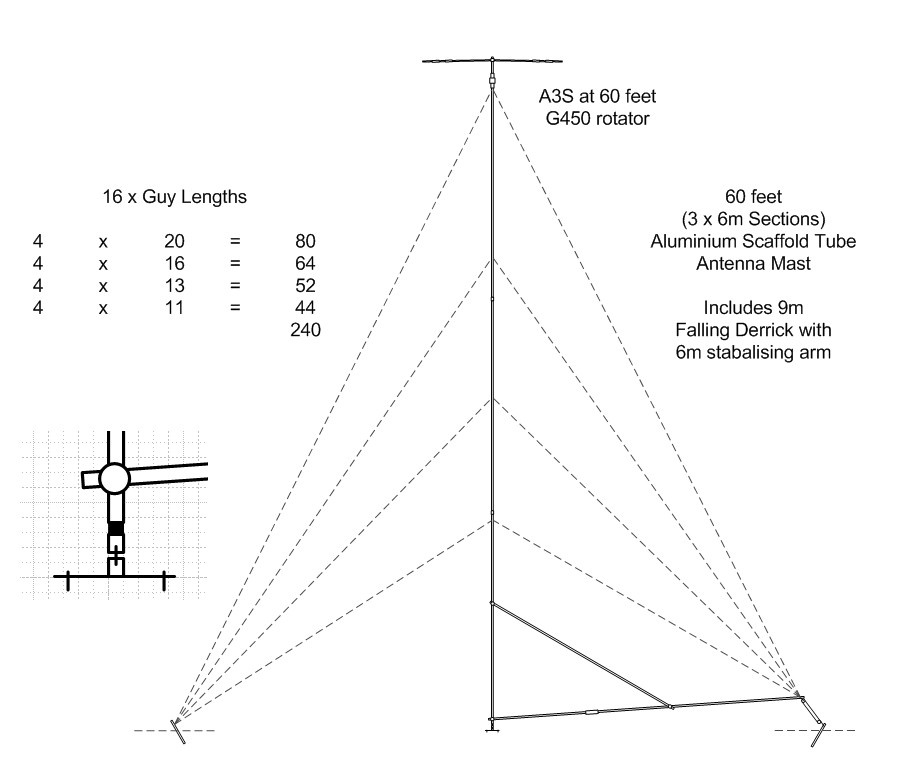 A3S at 60 feet
G450 rotator
16 x Guy Lengths
4 x 20 = 80
4 x 16 = 64
4 x 13 = 52
4 x 11 = 44
240
60 feet
(3 x 6m Sections)
Aluminium Scaffold Tube
Antenna Mast
Includes 9m
Falling Derrick with
6m stabalising arm